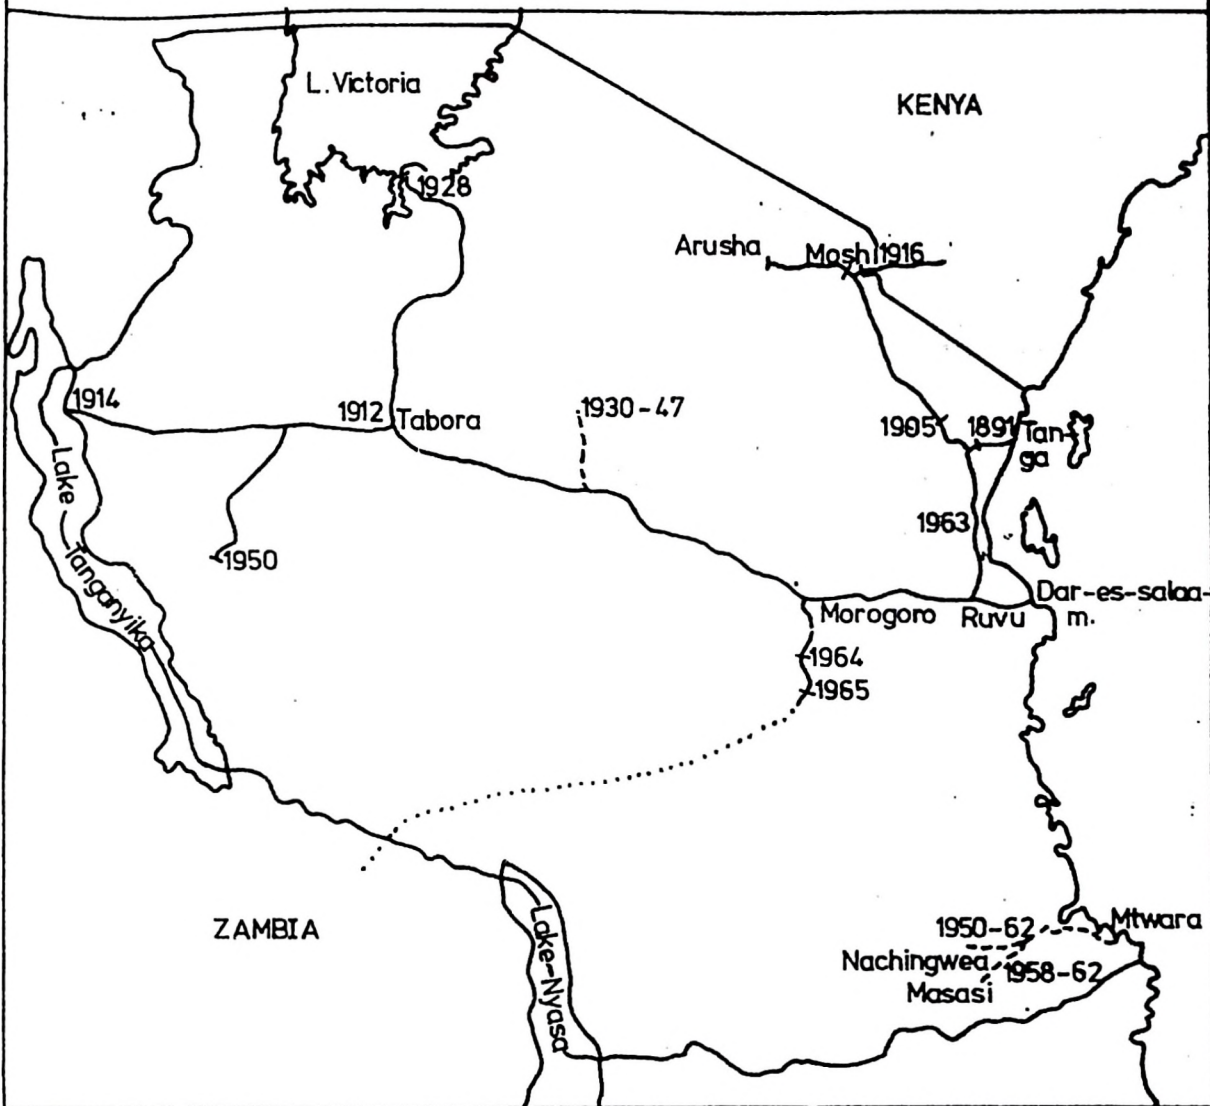 L.Victoria
KENYA
1928
Arusha
Moshi
1916
1914
1912
Tabora
1930-47
1905
1891
Tan-
ga
Lake
Tanganyika
1963
1950
Dar-es-salaa-
m.
Morogoro
Ruvu
1964
1965
ZAMBIA
Lake-Nyasa
1950-62
Mtwara
Nachingwea
1958-62
Masasi